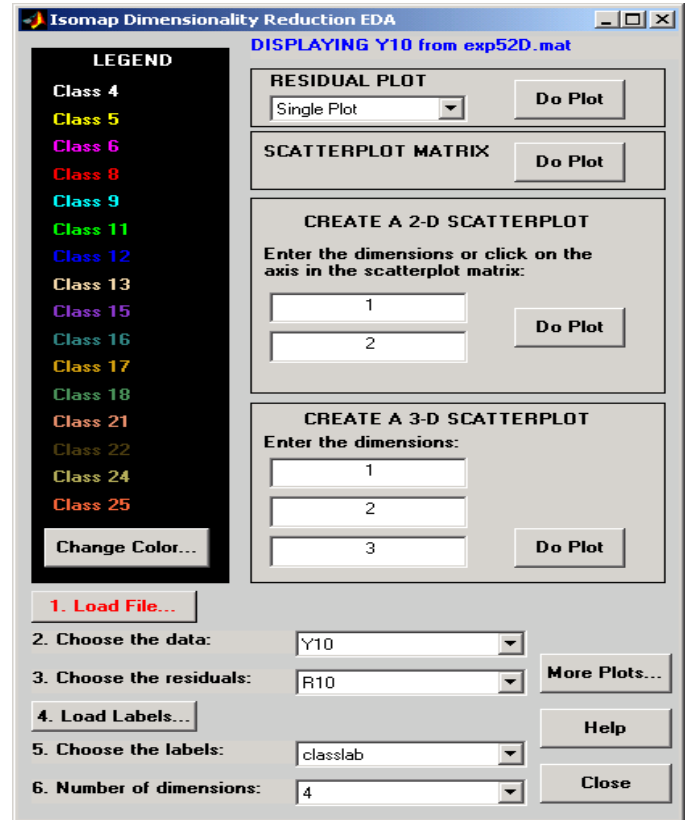 Isomap Dimensionality Reduction EDA
DISPLAYING Y10 from exp52D.mat
LEGEND
Class 4
Class 5
Class 6
Class 8
Class 9
Class 11
Class 12
Class 13
Class 15
Class 16
Class 17
Class 18
Class 21
Class 22
Class 24
Class 25
Change Color...
RESIDUAL PLOT
Single Plot
Do Plot
SCATTERPLOT MATRIX
Do Plot
CREATE A 2-D SCATTERPLOT
Enter the dimensions or click on the
axis in the scatterplot matrix:
1
2
Do Plot
CREATE A 3-D SCATTERPLOT
Enter the dimensions:
1
2
3
Do Plot
1. Load File...
2. Choose the data:
Y10
3. Choose the residuals:
R10
More Plots...
4. Load Labels...
Help
5. Choose the labels:
classlab
6. Number of dimensions:
4
Close